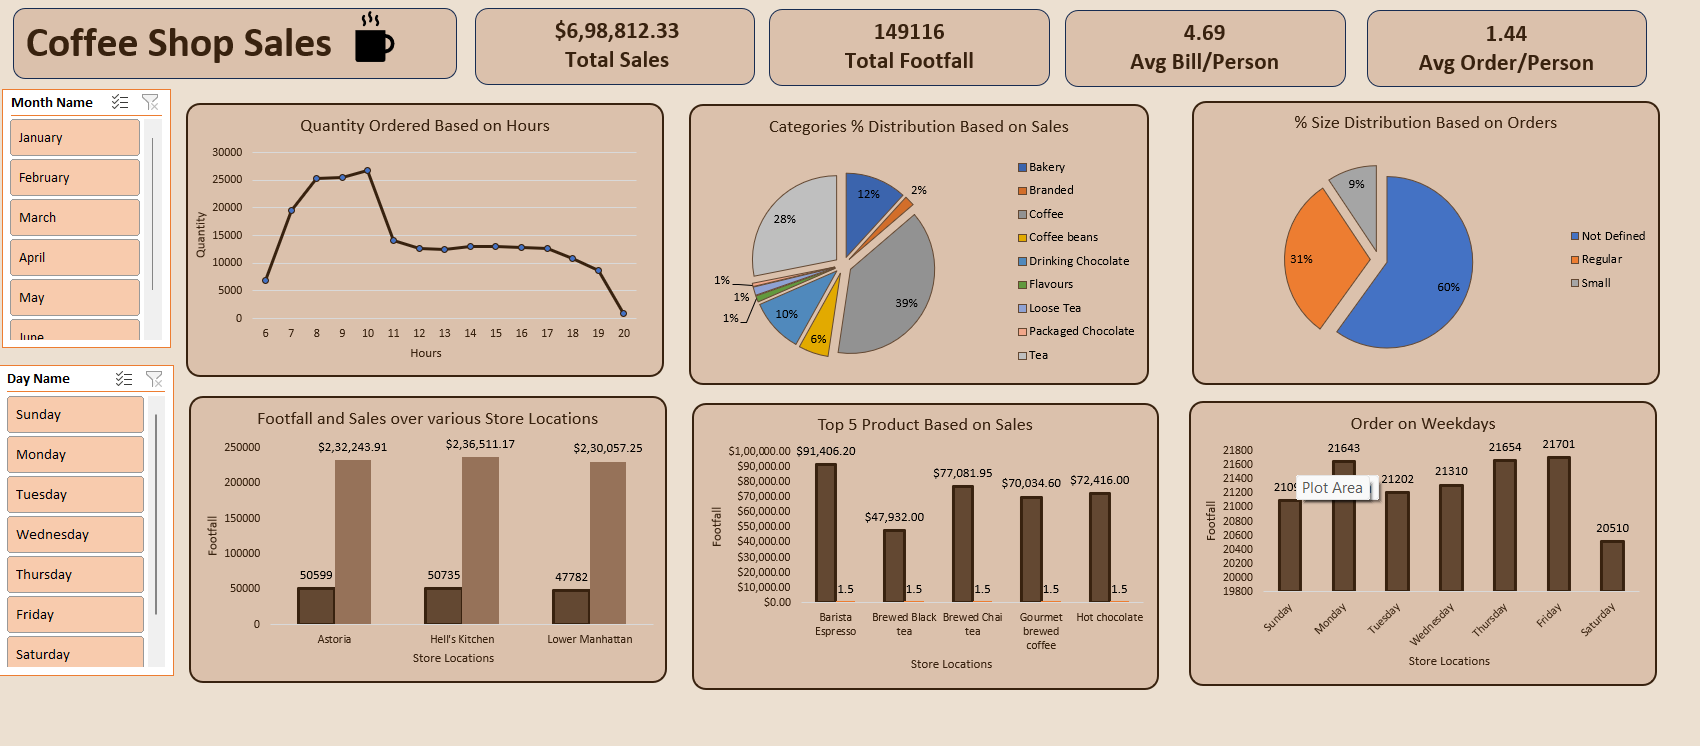 Coffee Shop Sales
$6,98,812.33
Total Sales
149116
Total Footfall
4.69
Avg Bill/Person
1.44
Avg Order/Person
Month Name
January
February
March
April
May
June
Day Name
Sunday
Monday
Tuesday
Wednesday
Thursday
Friday
Saturday
Quantity Ordered Based on Hours
30000
25000
20000
15000
10000
5000
0
Quantity
6 7 8 9 10 11 12 13 14 15 16 17 18 19 20
Hours
Categories % Distribution Based on Sales
12%
2%
39%
6%
10%
1%
1%
1%
28%
Bakery
Branded
Coffee
Coffee beans
Drinking Chocolate
Flavours
Loose Tea
Packaged Chocolate
Tea
% Size Distribution Based on Orders
9%
31%
60%
Not Defined
Regular
Small
Footfall and Sales over various Store Locations
250000
200000
150000
100000
50000
0
Footfall
$2,32,243.91
$2,36,511.17
$2,30,057.25
50599
50735
47782
Astoria
Hell's Kitchen
Lower Manhattan
Store Locations
Top 5 Product Based on Sales
$1,00,000.00
$90,000.00
$80,000.00
$70,000.00
$60,000.00
$50,000.00
$40,000.00
$30,000.00
$20,000.00
$10,000.00
$0.00
Footfall
$91,406.20
$47,932.00
$77,081.95
$70,034.60
$72,416.00
1.5
1.5
1.5
1.5
1.5
Barista
Espresso
Brewed Black
tea
Brewed Chai
tea
Gourmet
brewed
coffee
Hot chocolate
Store Locations
Order on Weekdays
21800
21600
21400
21200
21000
20800
20600
20400
20200
20000
19800
Footfall
21643
21202
21310
21654
21701
20510
Plot Area
Sunday
Monday
Tuesday
Wednesday
Thursday
Friday
Saturday
Store Locations